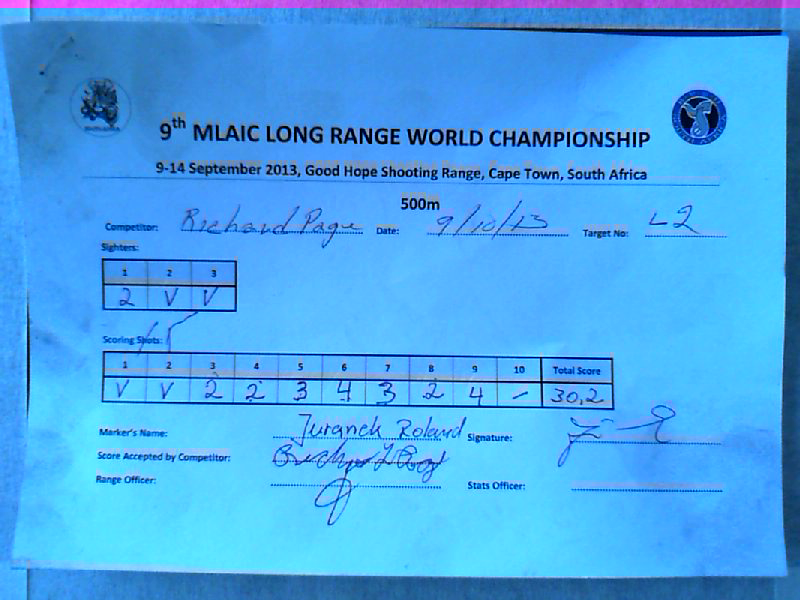 9th MLAIC LONG RANGE WORLD CHAMPIONSHIP
9-14 September 2013, Good Hope Shooting Range, Cape Town, South Africa
500m
Competitor: Richard Page Date: 9/10/13 Target No: L2
Sighters:
1 2 3
2 V V
Scoring Shots:
1 2 3 4 5 6 7 8 9 10 Total Score
V V 2 2 3 4 3 2 4 - 30,2
Marker's Name: Juranek Roland Signature:
Score Accepted by Competitor:
Range Officer: Stats Officer: